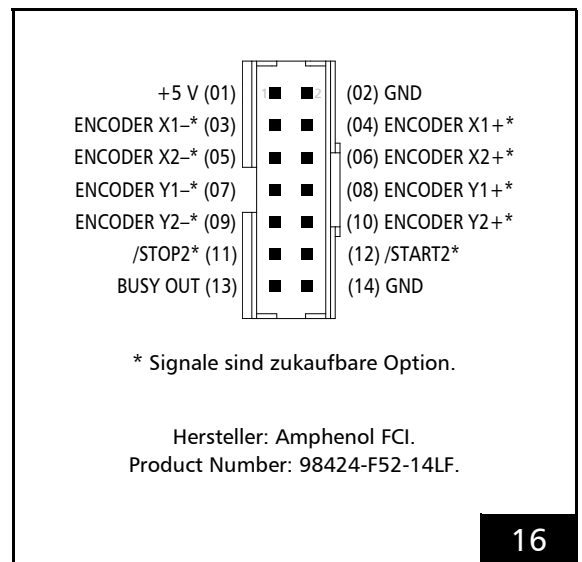 +5 V (01) 1 2 (02) GND
ENCODER X1–* (03) (04) ENCODER X1+*
ENCODER X2–* (05) (06) ENCODER X2+*
ENCODER Y1–* (07) (08) ENCODER Y1+*
ENCODER Y2–* (09) (10) ENCODER Y2+*
/STOP2* (11) (12) /START2*
BUSY OUT (13) (14) GND
* Signale sind zukaufbare Option.
Hersteller: Amphenol FCI.
Product Number: 98424-F52-14LF.
16